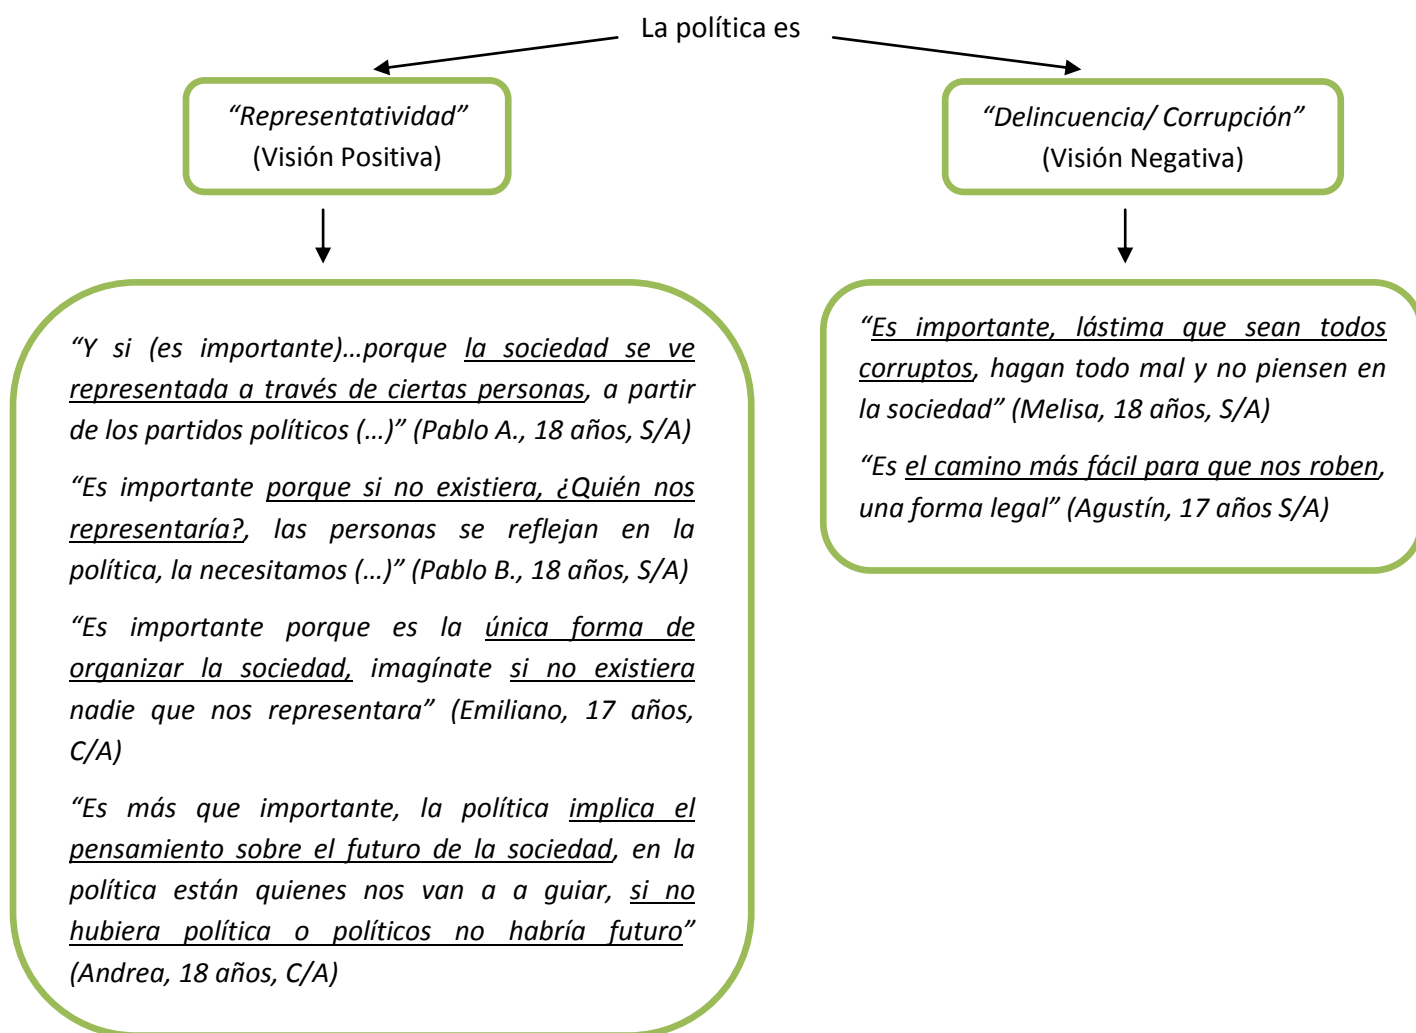 La política es
“Representatividad”
(Visión Positiva)
“Delincuencia/ Corrupción”
(Visión Negativa)
“Y si (es importante)...porque la sociedad se ve
representada a través de ciertas personas, a partir
de los partidos políticos (...)” (Pablo A., 18 años, S/A)
“Es importante porque si no existiera, ¿Quién nos
representaría?, las personas se reflejan en la
política, la necesitamos (...)” (Pablo B., 18 años, S/A)
“Es importante porque es la única forma de
organizar la sociedad, imagínate si no existiera
nadie que nos representara” (Emiliano, 17 años,
C/A)
“Es más que importante, la política implica el
pensamiento sobre el futuro de la sociedad, en la
política están quienes nos van a a guiar, si no
hubiera política o políticos no habría futuro”
(Andrea, 18 años, C/A)
“Es importante, lástima que sean todos
corruptos, hagan todo mal y no piensen en
la sociedad” (Melisa, 18 años, S/A)
“Es el camino más fácil para que nos roben,
una forma legal” (Agustín, 17 años S/A)